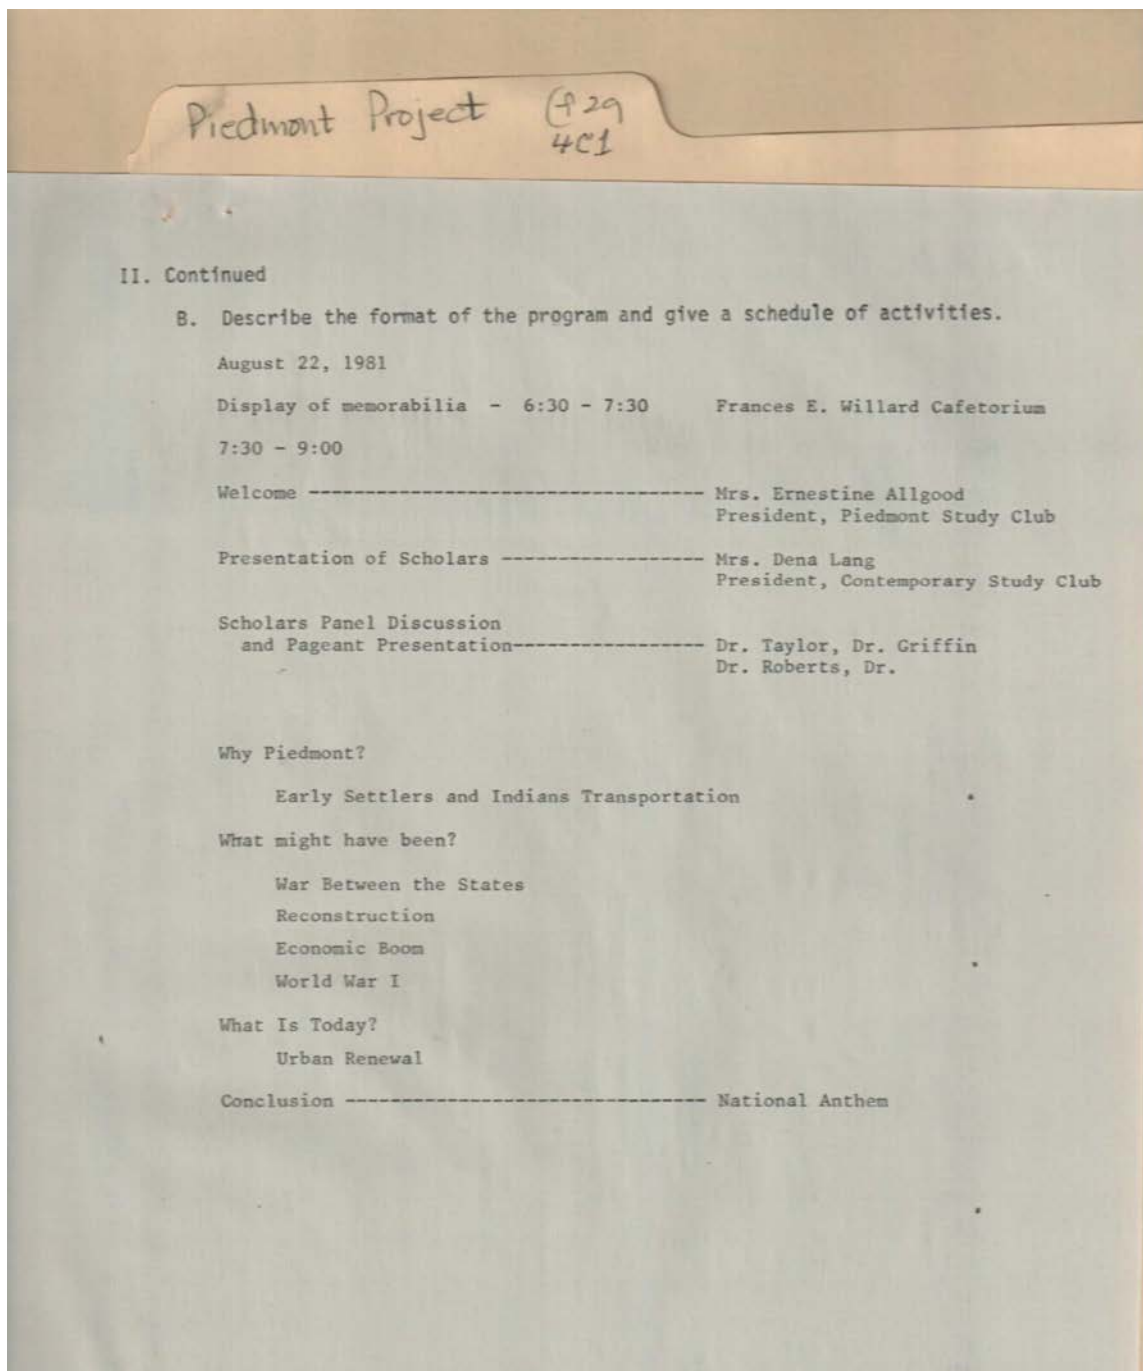 Piedmont Project
4C1
II. Continued
B. Describe the format of the program and give a schedule of activities.
August 22, 1981
Display of memorabilia - 6:30 - 7:30 Frances E. Willard Cafetorium
7:30 - 9:00
Welcome ----------------------------------- Mrs. Ernestine Allgood
President, Piedmont Study Club
Presentation of Scholars ------------------ Mrs. Dena Lang
President, Contemporary Study Club
Scholars Panel Discussion
and Pageant Presentation----------------- Dr. Taylor, Dr. Griffin
Dr. Roberts, Dr.
Why Piedmont?
Early Settlers and Indians Transportation
What might have been?
War Between the States
Reconstruction
Economic Boom
World War I
What Is Today?
Urban Renewal
Conclusion -------------------------------- National Anthem